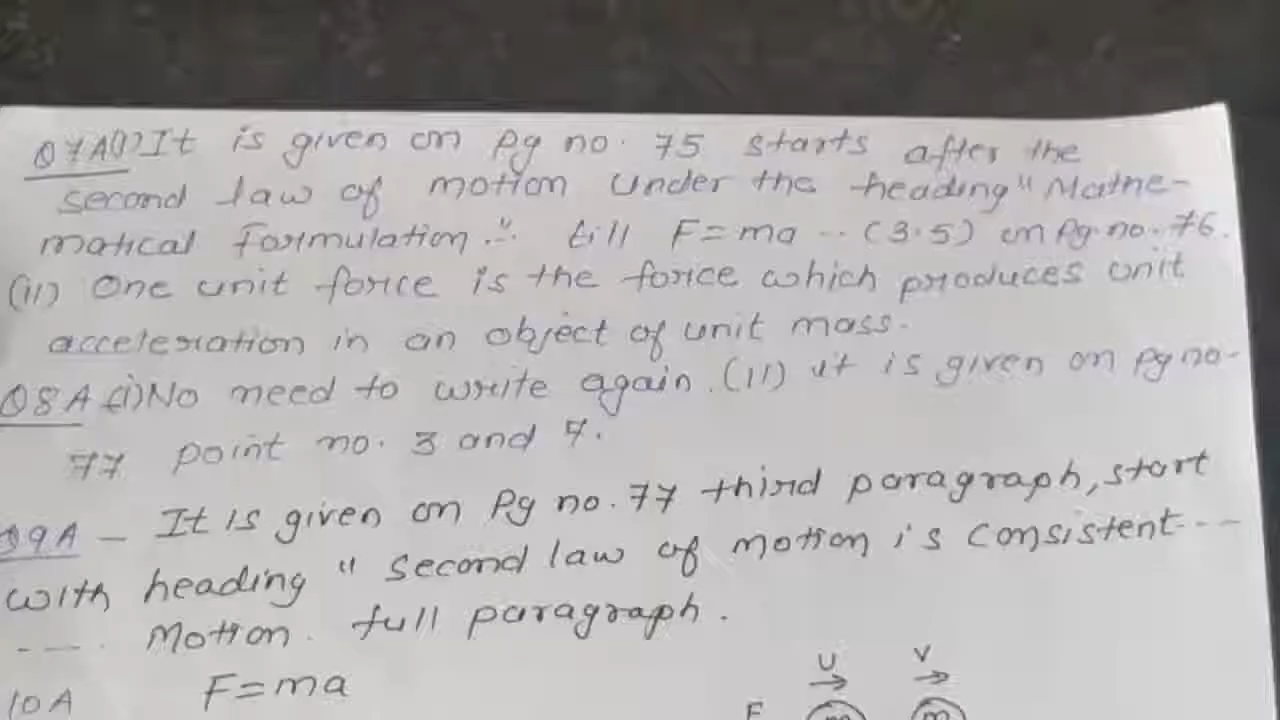 Q7A(i) It is given on Pg no. 75 starts after the
second law of motion under the heading "Mathe-
matical Formulation.". till F=ma -- (3.5) on Pg.no.76.
(ii) One unit force is the force which produces unit
acceleration in an object of unit mass.
Q8A (i) No need to write again. (ii) it is given on Pg no-
77 point no. 3 and 4.
Q9A - It is given on Pg no. 77 third paragraph, start
with heading " second law of motion is consistent ---
---- Motion. full paragraph.
U V
10A F=ma
F m m